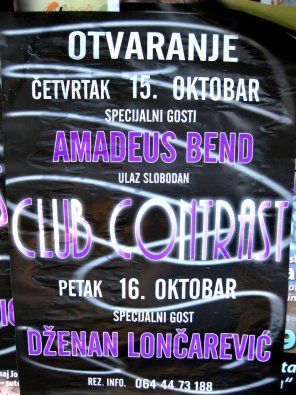 OTVARANJE
ČETVRTAK 15. OKTOBAR
SPECIJALNI GOSTI
AMADEUS BEND
ULAZ SLOBODAN
CLUB CONTRAST
PETAK 16. OKTOBAR
SPECIJALNI GOST
DŽENAN LONČAREVIĆ
REZ. INFO. 064 44 73 188